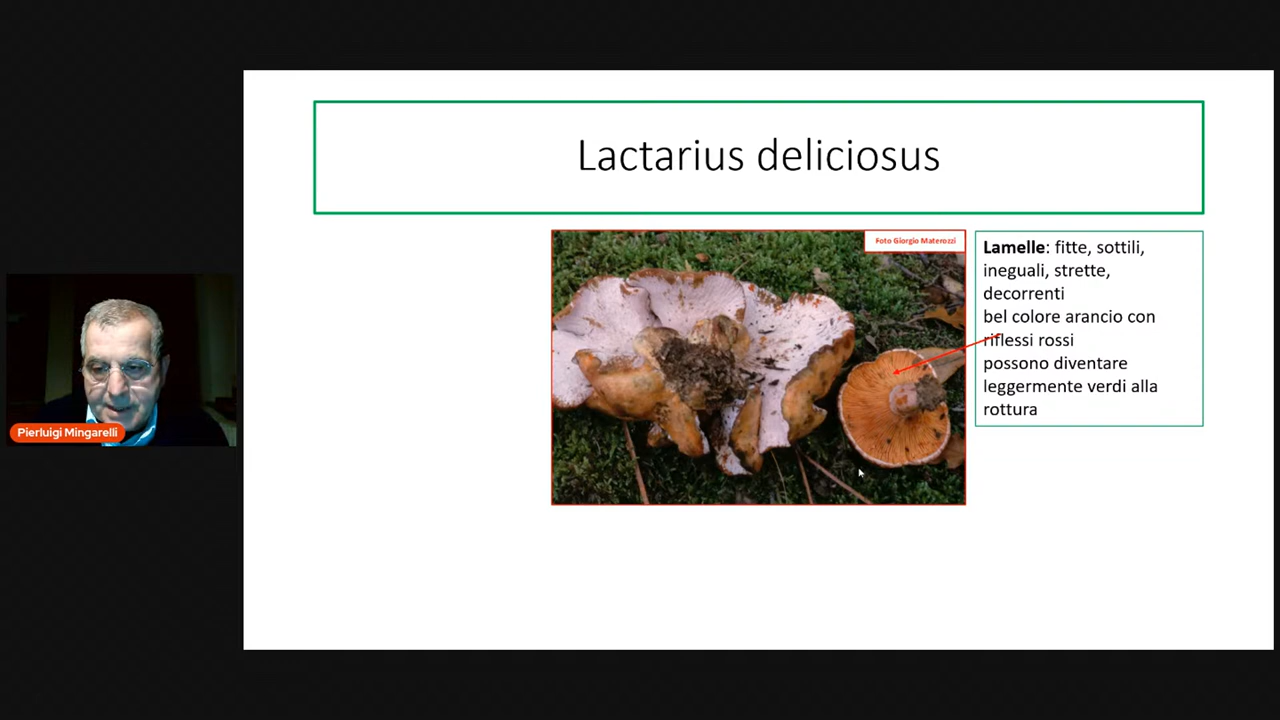 Lactarius deliciosus
Foto Giorgio Materozzi
Lamelle: fitte, sottili,
ineguali, strette,
decorrenti
bel colore arancio con
riflessi rossi
possono diventare
leggermente verdi alla
rottura
Pierluigi Mingarelli